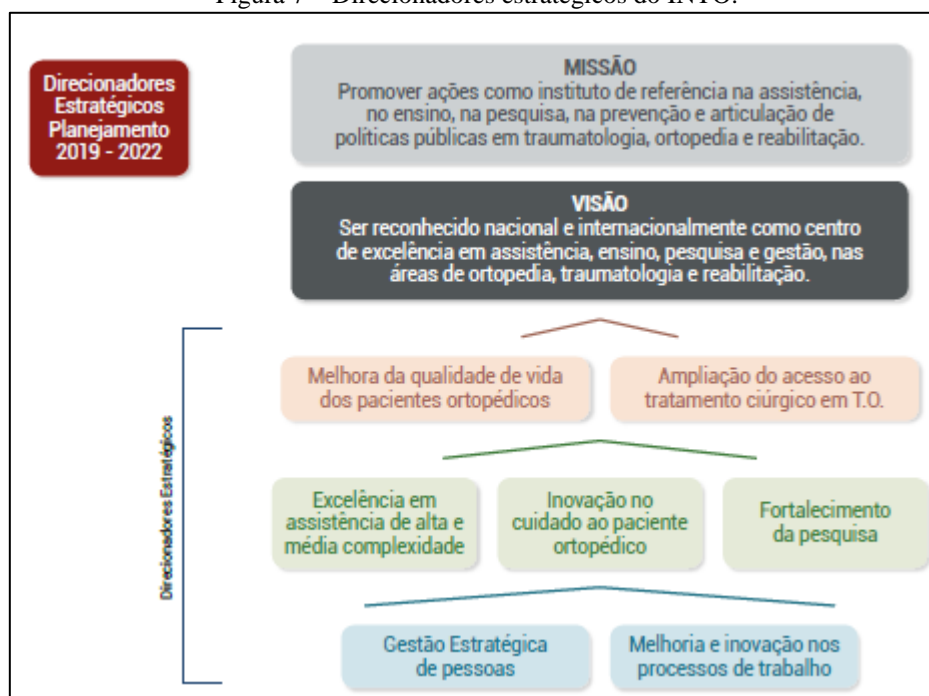 Figura 7 – Direcionadores estratégicos do INTO.
Direcionadores
Estratégicos
Planejamento
2019 - 2022
MISSÃO
Promover ações como instituto de referência na assistência,
no ensino, na pesquisa, na prevenção e articulação de
políticas públicas em traumatologia, ortopedia e reabilitação.
VISÃO
Ser reconhecido nacional e internacionalmente como centro
de excelência em assistência, ensino, pesquisa e gestão, nas
áreas de ortopedia, traumatologia e reabilitação.
Direcionadores Estratégicos
Melhora da qualidade de vida
dos pacientes ortopédicos
Ampliação do acesso ao
tratamento ciúrgico em T.O.
Excelência em
assistência de alta e
média complexidade
Inovação no
cuidado ao paciente
ortopédico
Fortalecimento
da pesquisa
Gestão Estratégica
de pessoas
Melhoria e inovação nos
processos de trabalho